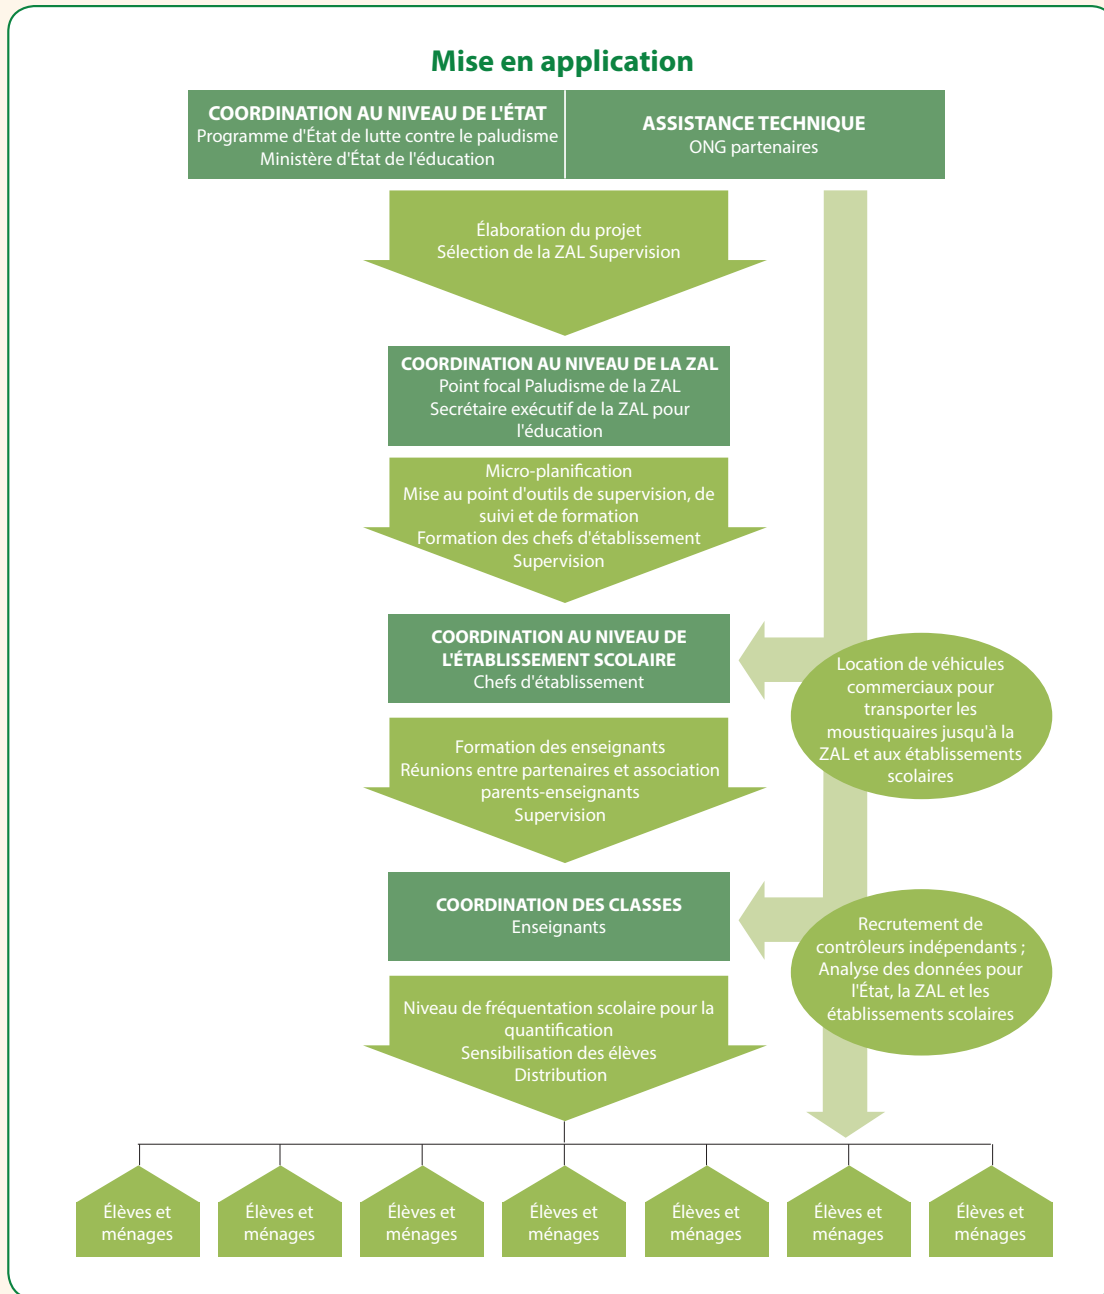 Mise en application
COORDINATION AU NIVEAU DE L'ÉTAT
Programme d'État de lutte contre le paludisme
Ministère d'État de l'éducation
ASSISTANCE TECHNIQUE
ONG partenaires
Élaboration du projet
Sélection de la ZAL Supervision
COORDINATION AU NIVEAU DE LA ZAL
Point focal Paludisme de la ZAL
Secrétaire exécutif de la ZAL pour
l'éducation
Micro-planification
Mise au point d'outils de supervision, de
suivi et de formation
Formation des chefs d'établissement
Supervision
COORDINATION AU NIVEAU DE
L'ÉTABLISSEMENT SCOLAIRE
Chefs d'établissement
Location de véhicules
commerciaux pour
transporter les
moustiquaires jusqu'à la
ZAL et aux établissements
scolaires
Formation des enseignants
Réunions entre partenaires et association
parents-enseignants
Supervision
COORDINATION DES CLASSES
Enseignants
Recrutement de
contrôleurs indépendants ;
Analyse des données pour
l'État, la ZAL et les
établissements scolaires
Niveau de fréquentation scolaire pour la
quantification
Sensibilisation des élèves
Distribution
Élèves et
ménages
Élèves et
ménages
Élèves et
ménages
Élèves et
ménages
Élèves et
ménages
Élèves et
ménages
Élèves et
ménages